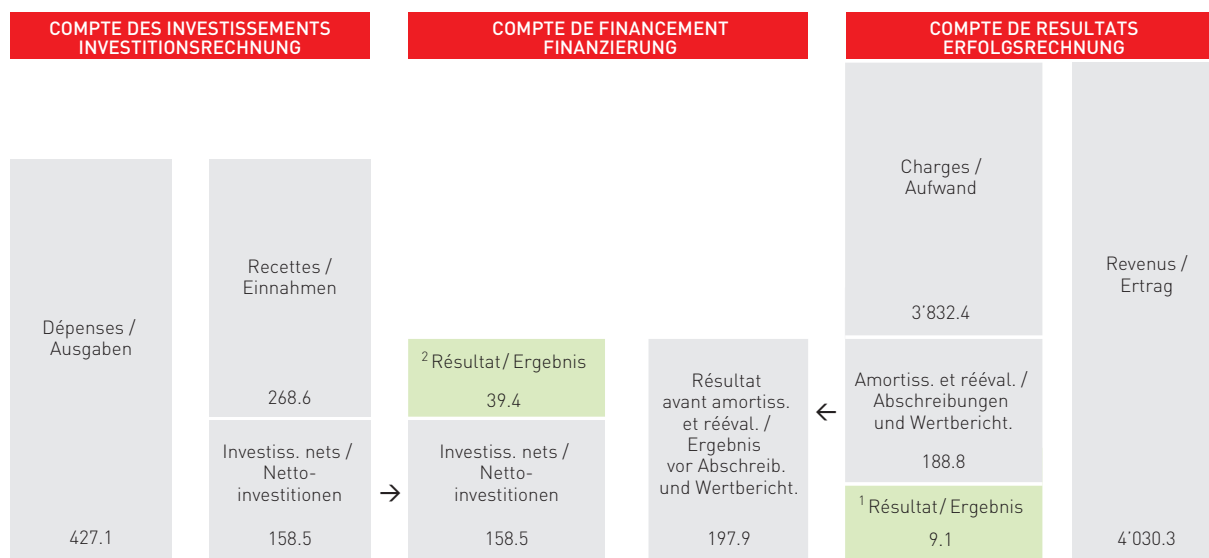 COMPTE DES INVESTISSEMENTS
INVESTITIONSRECHNUNG
COMPTE DE FINANCEMENT
FINANZIERUNG
COMPTE DE RESULTATS
ERFOLGSRECHNUNG
Dépenses /
Ausgaben
427.1
Recettes /
Einnahmen
268.6
Investiss. nets /
Netto-
investitionen
158.5
→
2 Résultat / Ergebnis
39.4
Investiss. nets /
Netto-
investitionen
158.5
Résultat
avant amortiss.
et rééval. /
Ergebnis
vor Abschreib.
und Wertbericht.
197.9
←
Charges /
Aufwand
3’832.4
Amortiss. et rééval. /
Abschreibungen
und Wertbericht.
188.8
1 Résultat / Ergebnis
9.1
Revenus /
Ertrag
4’030.3